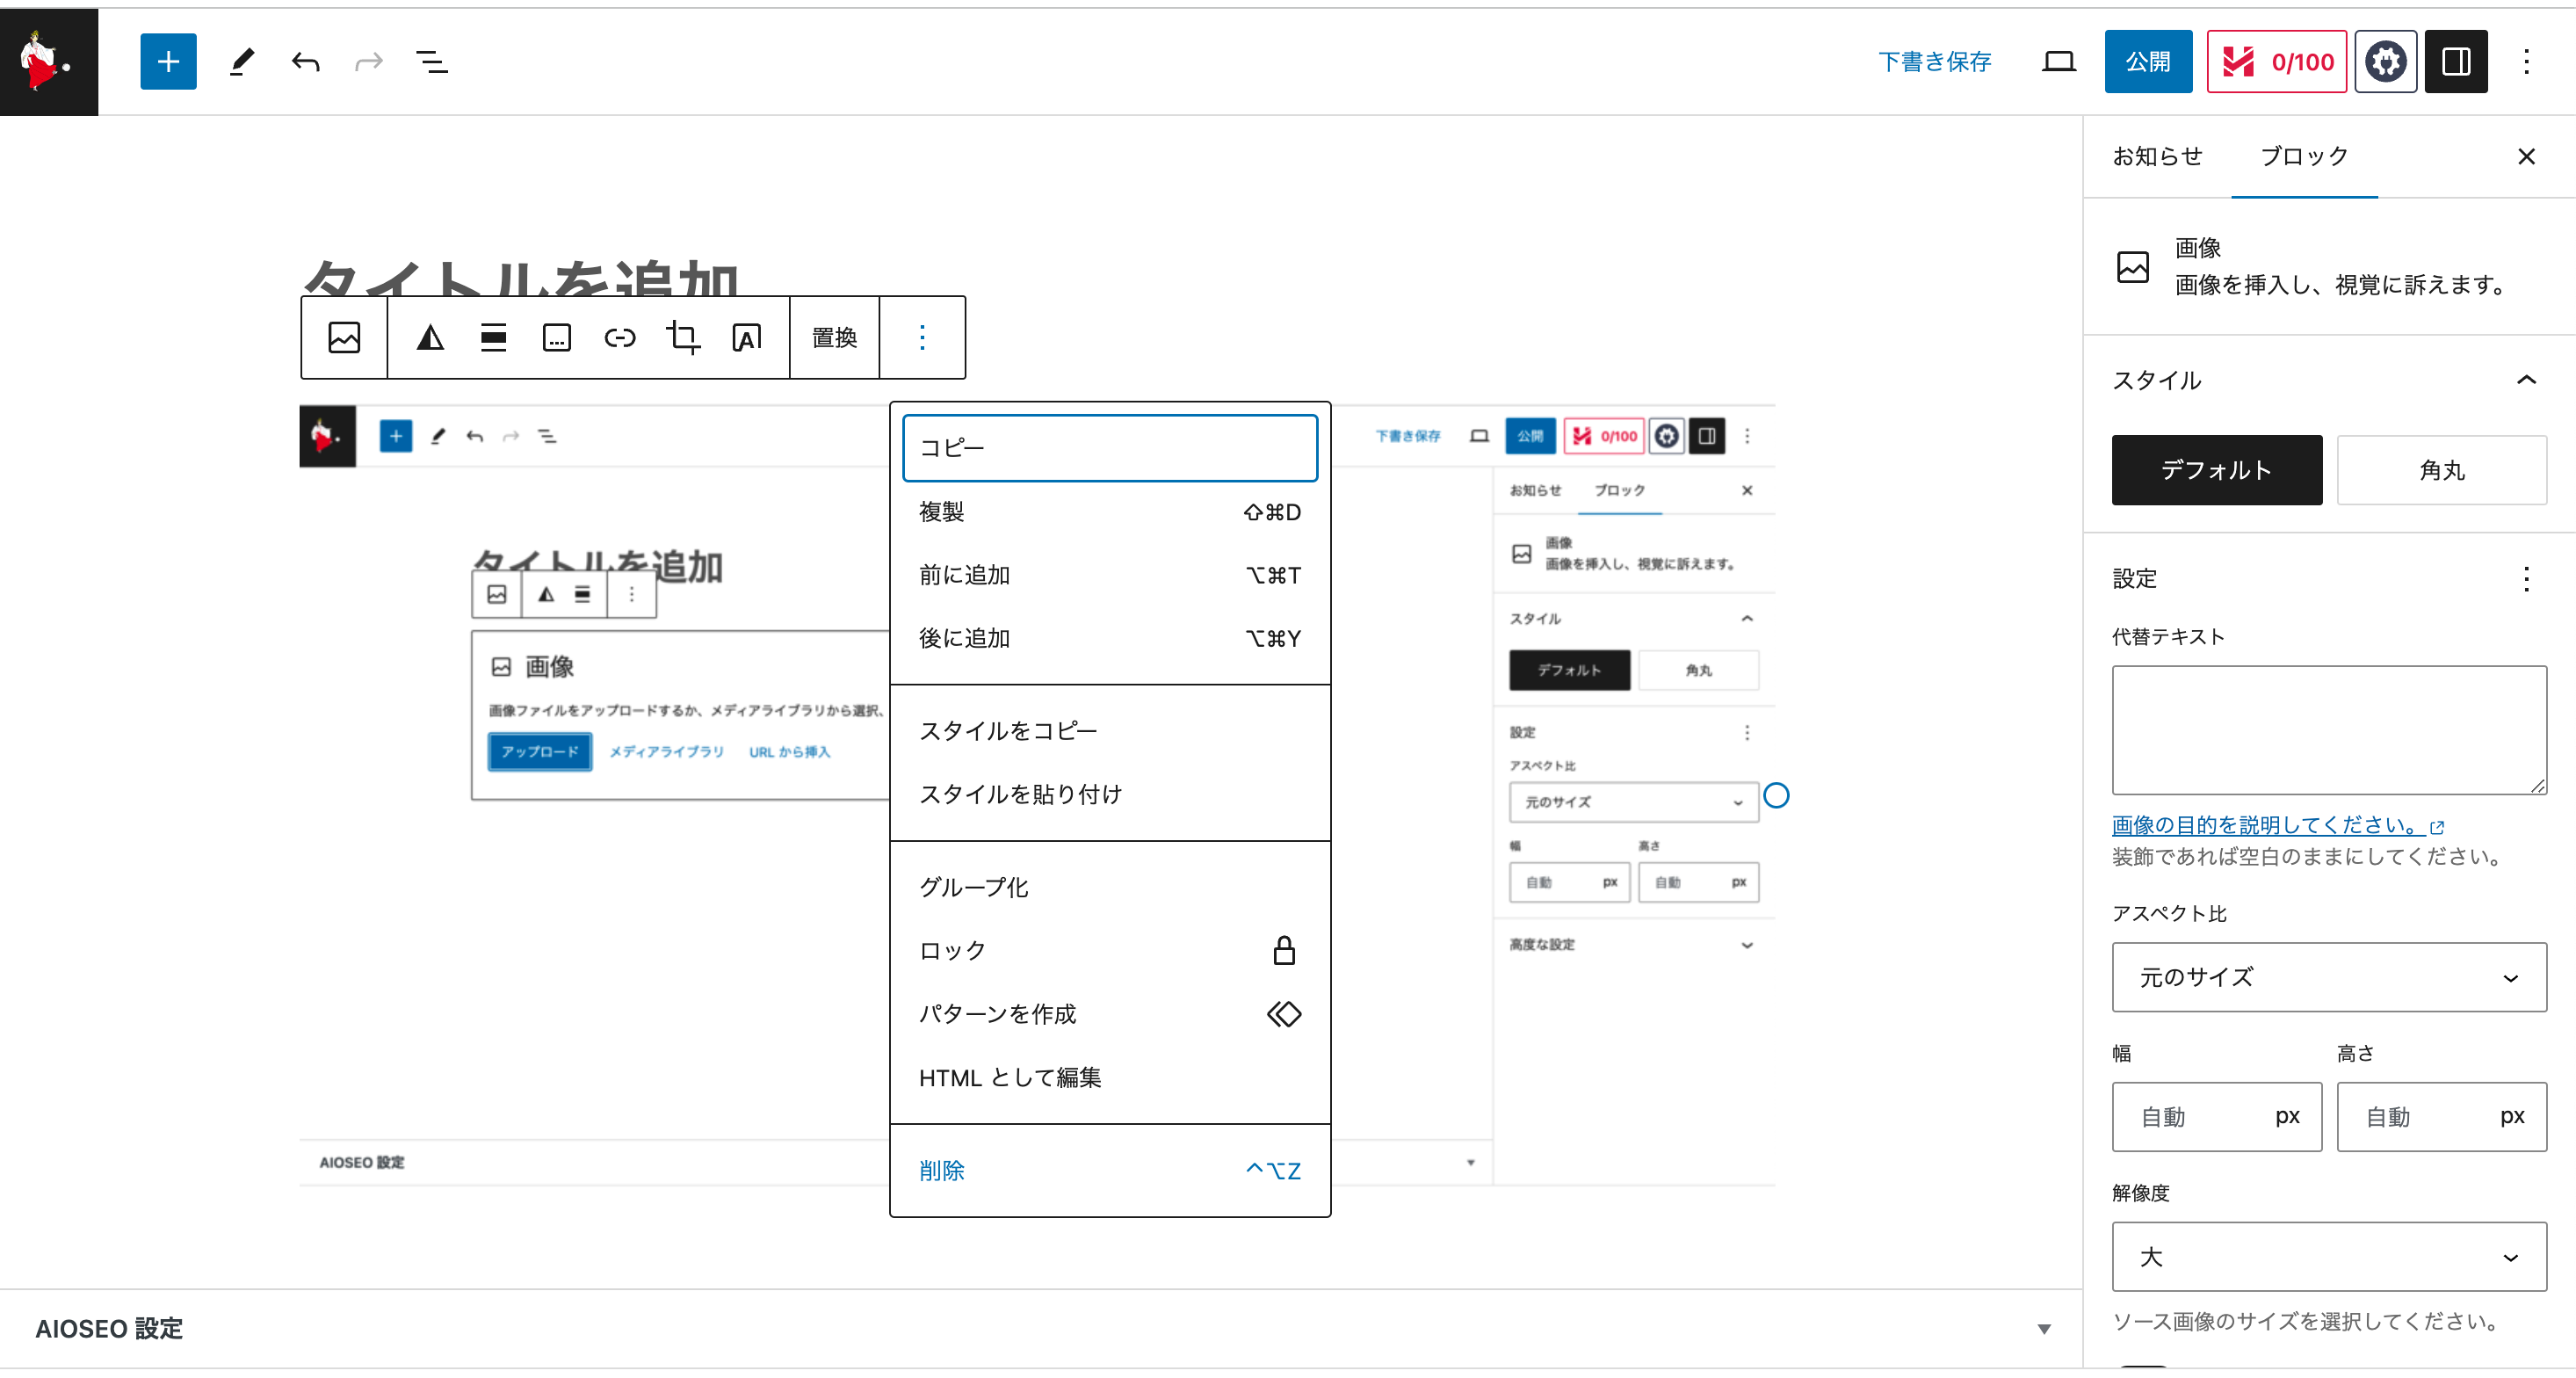 下書き保存
公開
0/100
タイトルを追加
置換
コピー
複製 ⇧⌘D
前に追加 ⌥⌘T
後に追加 ⌥⌘Y
スタイルをコピー
スタイルを貼り付け
グループ化
ロック
パターンを作成
HTML として編集
削除 ^⌥Z
下書き保存
公開
0/100
お知らせ ブロック
タイトルを追加
画像
画像ファイルをアップロードするか、メディアライブラリから選択、
アップロード メディアライブラリ URL から挿入
画像
画像を挿入し、視覚に訴えます。
スタイル
デフォルト 角丸
設定
アスペクト比
元のサイズ
幅 高さ
自動 px 自動 px
高度な設定
AIOSEO 設定
お知らせ ブロック
画像
画像を挿入し、視覚に訴えます。
スタイル
デフォルト 角丸
設定
代替テキスト
画像の目的を説明してください。
装飾であれば空白のままにしてください。
アスペクト比
元のサイズ
幅 高さ
自動 px 自動 px
解像度
大
ソース画像のサイズを選択してください。
AIOSEO 設定